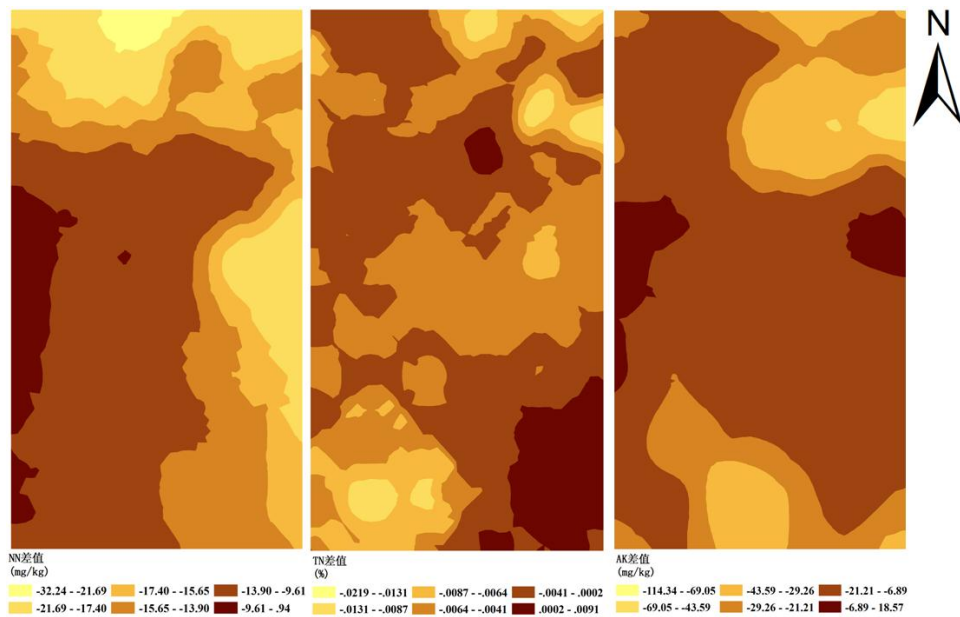 N
NN差值
(mg/kg)
-32.24 - -21.69 -17.40 - -15.65 -13.90 - -9.61
-21.69 - -17.40 -15.65 - -13.90 -9.61 - .94
TN差值
(%)
-.0219 - -.0131 -.0087 - -.0064 -.0041 - .0002
-.0131 - -.0087 -.0064 - -.0041 .0002 - .0091
AK差值
(mg/kg)
-114.34 - -69.05 -43.59 - -29.26 -21.21 - -6.89
-69.05 - -43.59 -29.26 - -21.21 -6.89 - 18.57